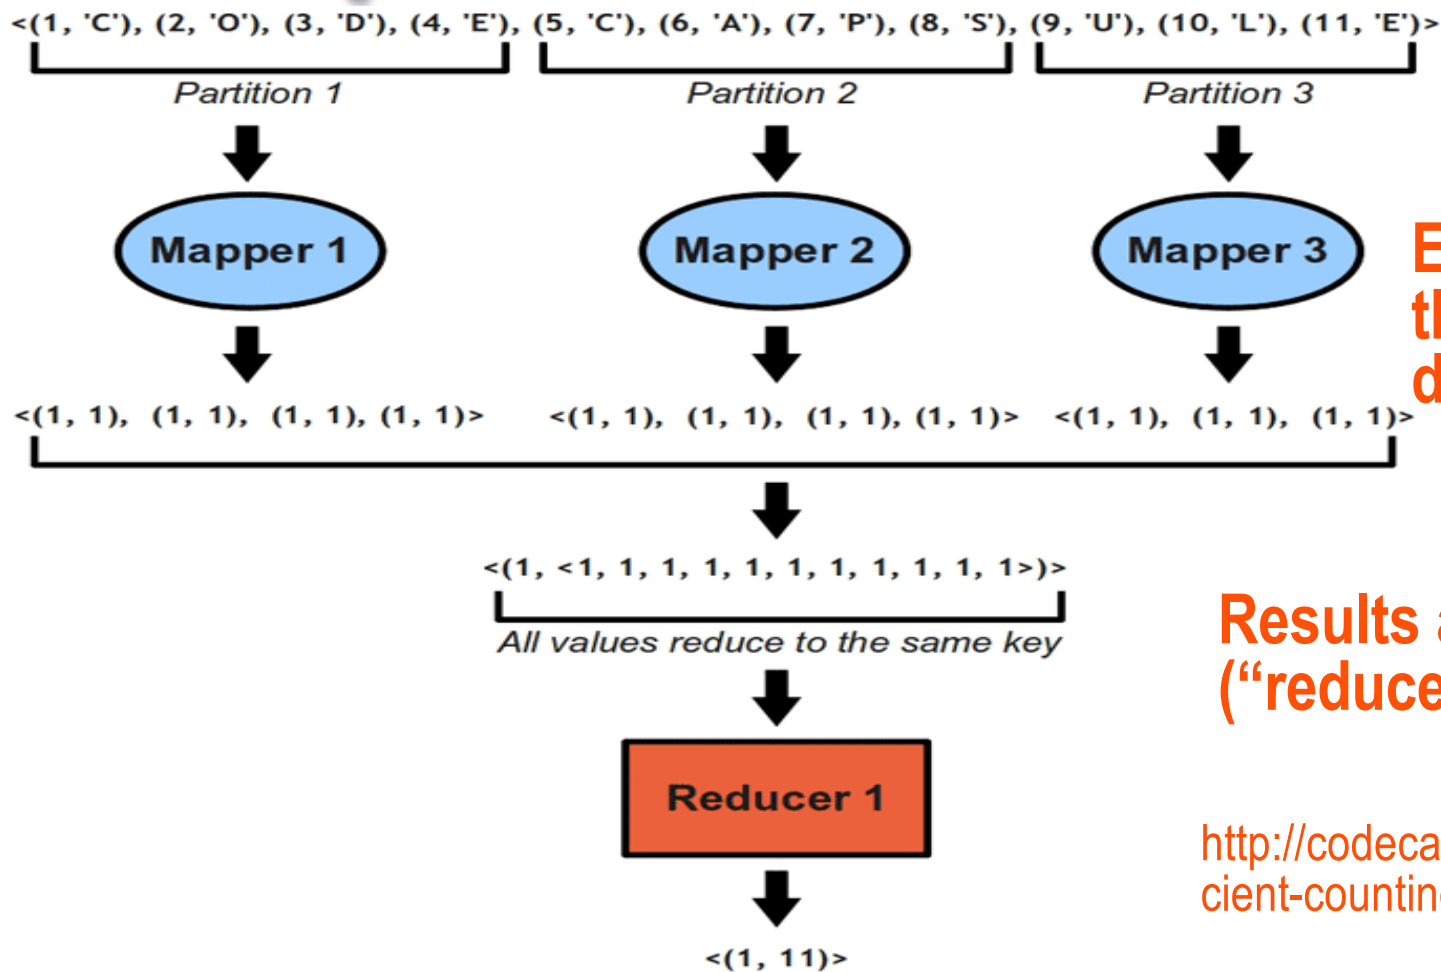 <(1, 'C'), (2, 'O'), (3, 'D'), (4, 'E'), (5, 'C'), (6, 'A'), (7, 'P'), (8, 'S'), (9, 'U'), (10, 'L'), (11, 'E')>
Partition 1 Partition 2 Partition 3
Mapper 1 Mapper 2 Mapper 3
<(1, 1), (1, 1), (1, 1), (1, 1)> <(1, 1), (1, 1), (1, 1), (1, 1)> <(1, 1), (1, 1), (1, 1)>
<(1, <1, 1, 1, 1, 1, 1, 1, 1, 1, 1, 1>)>
All values reduce to the same key
Results
(“reduce
Reducer 1
http://codeca
cient-countin
<(1, 11)>